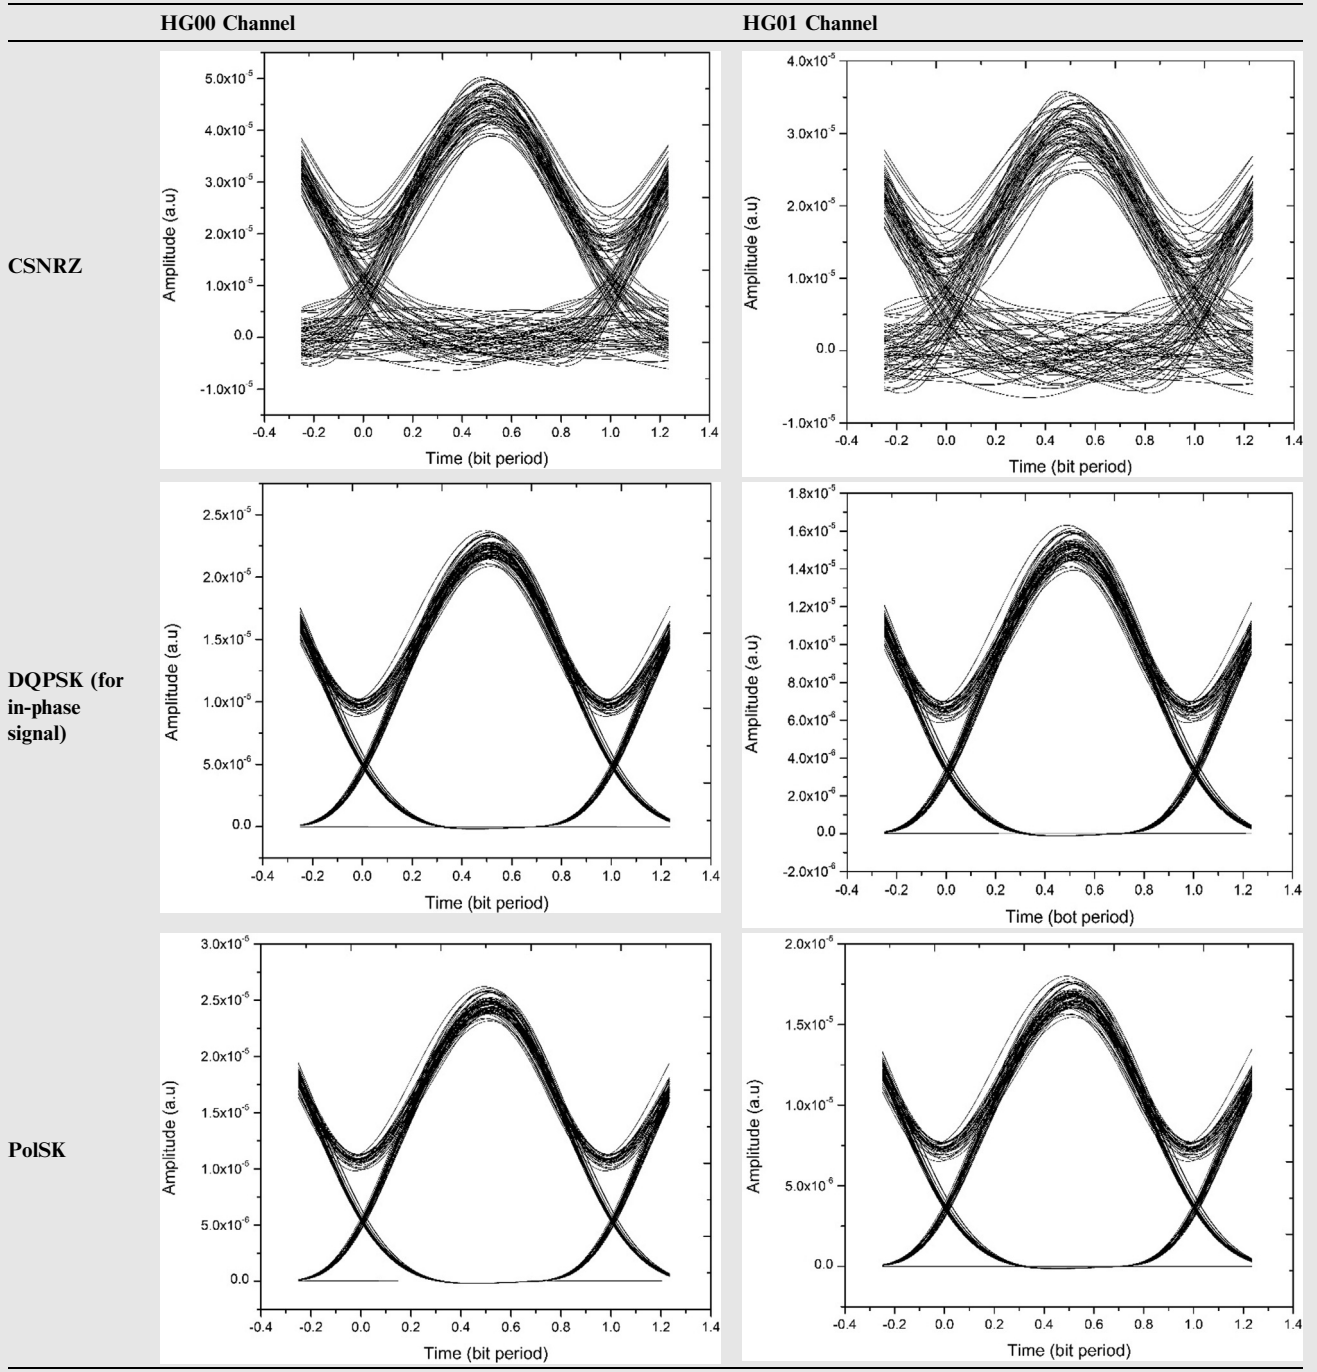 HG00 Channel HG01 Channel
CSNRZ
5.0x10⁻⁵
4.0x10⁻⁵
3.0x10⁻⁵
2.0x10⁻⁵
1.0x10⁻⁵
0.0
-1.0x10⁻⁵
Amplitude (a.u)
-0.4 -0.2 0.0 0.2 0.4 0.6 0.8 1.0 1.2 1.4
Time (bit period)
4.0x10⁻⁵
3.0x10⁻⁵
2.0x10⁻⁵
1.0x10⁻⁵
0.0
-1.0x10⁻⁵
Amplitude (a.u)
-0.4 -0.2 0.0 0.2 0.4 0.6 0.8 1.0 1.2 1.4
Time (bit period)
DQPSK (for
in-phase
signal)
2.5x10⁻⁵
2.0x10⁻⁵
1.5x10⁻⁵
1.0x10⁻⁵
5.0x10⁻⁶
0.0
Amplitude (a.u)
-0.4 -0.2 0.0 0.2 0.4 0.6 0.8 1.0 1.2 1.4
Time (bit period)
1.8x10⁻⁵
1.6x10⁻⁵
1.4x10⁻⁵
1.2x10⁻⁵
1.0x10⁻⁵
8.0x10⁻⁶
6.0x10⁻⁶
4.0x10⁻⁶
2.0x10⁻⁶
0.0
-2.0x10⁻⁶
Amplitude (a.u)
-0.4 -0.2 0.0 0.2 0.4 0.6 0.8 1.0 1.2 1.4
Time (bot period)
PolSK
3.0x10⁻⁵
2.5x10⁻⁵
2.0x10⁻⁵
1.5x10⁻⁵
1.0x10⁻⁵
5.0x10⁻⁶
0.0
Amplitude (a.u)
-0.4 -0.2 0.0 0.2 0.4 0.6 0.8 1.0 1.2 1.4
Time (bit period)
2.0x10⁻⁵
1.5x10⁻⁵
1.0x10⁻⁵
5.0x10⁻⁶
0.0
Amplitude (a.u)
-0.4 -0.2 0.0 0.2 0.4 0.6 0.8 1.0 1.2 1.4
Time (bit period)